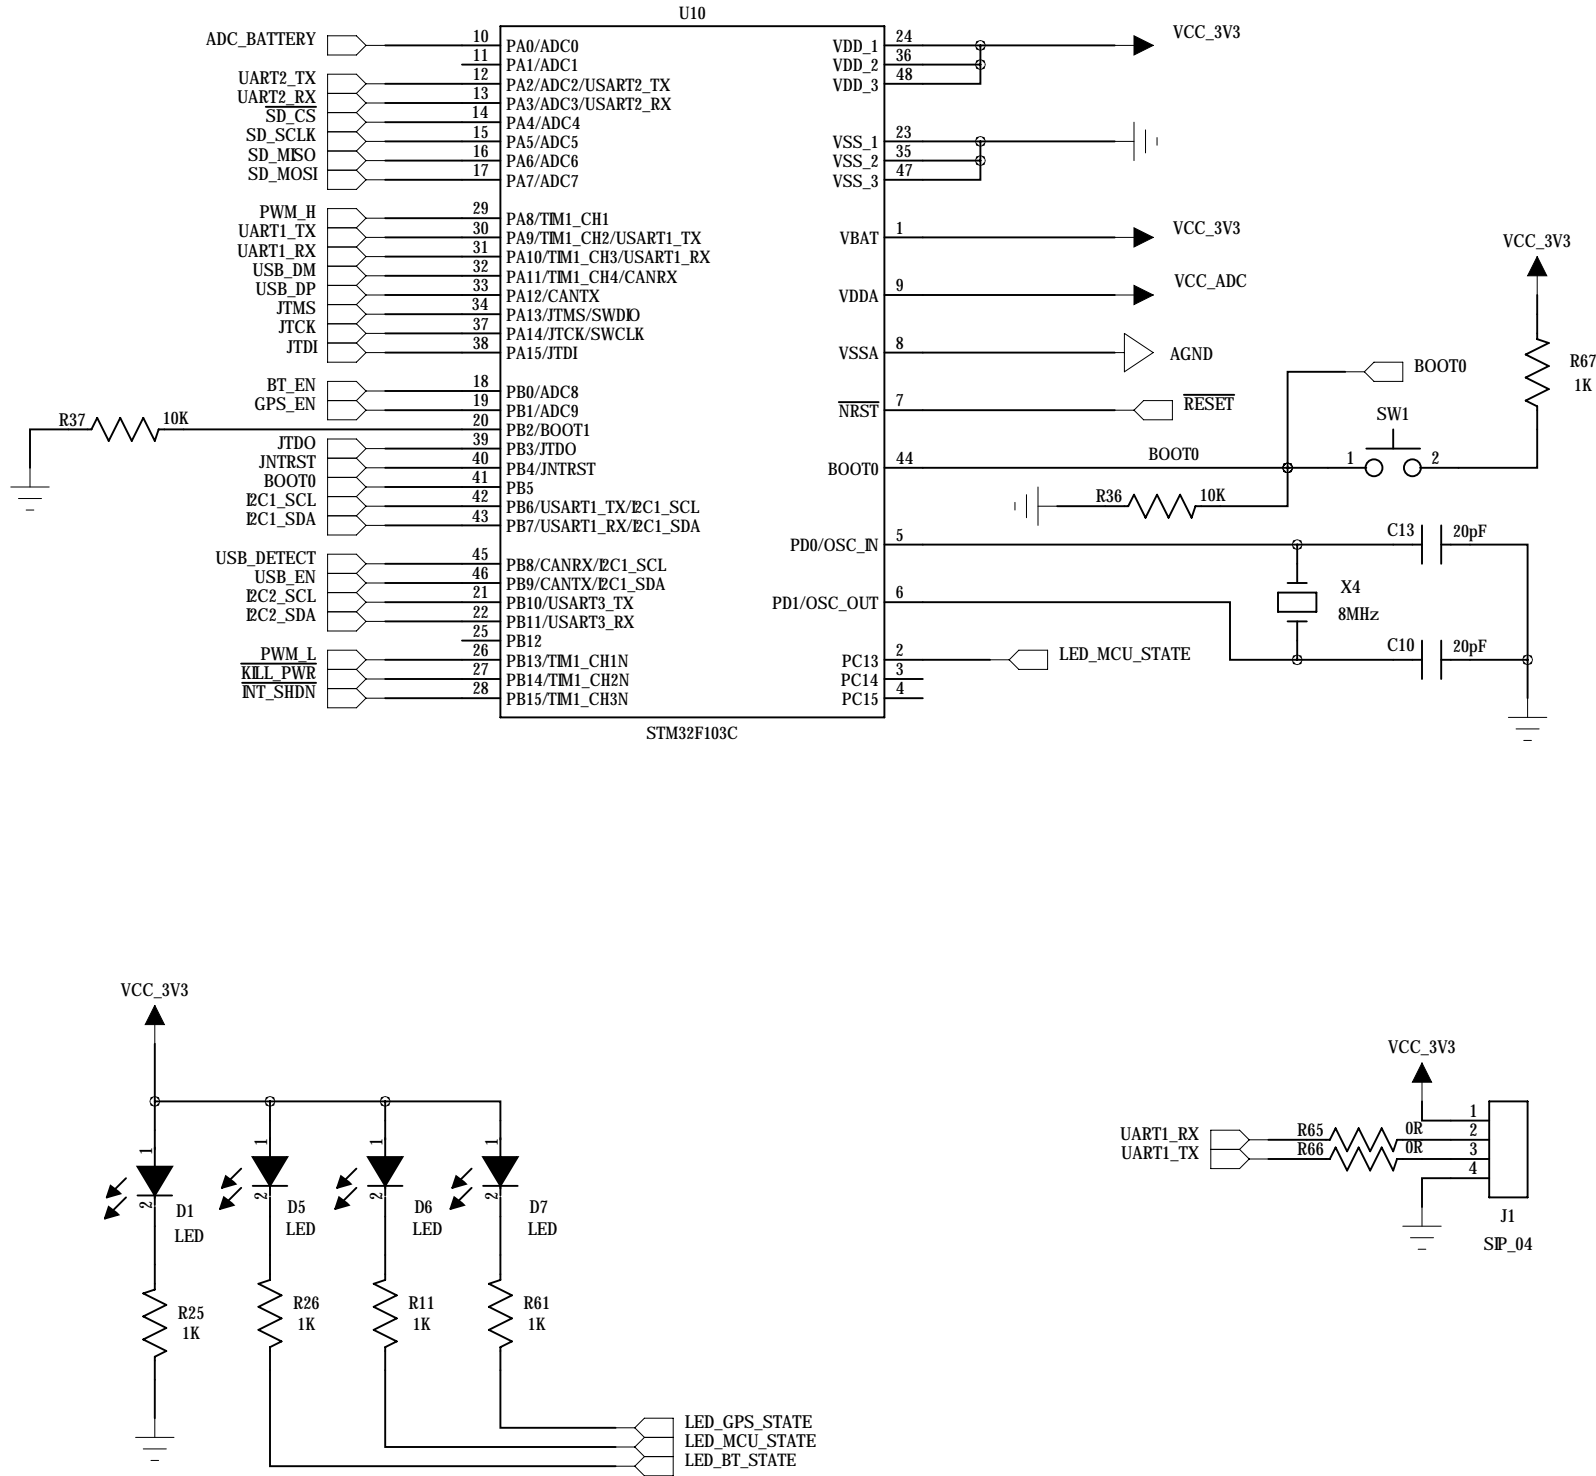 U10
ADC_BATTERY 10 PA0/ADC0
11 PA1/ADC1
UART2_TX 12 PA2/ADC2/USART2_TX
UART2_RX 13 PA3/ADC3/USART2_RX
SD_CS 14 PA4/ADC4
SD_SCLK 15 PA5/ADC5
SD_MISO 16 PA6/ADC6
SD_MOSI 17 PA7/ADC7
PWM_H 29 PA8/TIM1_CH1
UART1_TX 30 PA9/TIM1_CH2/USART1_TX
UART1_RX 31 PA10/TIM1_CH3/USART1_RX
USB_DM 32 PA11/TIM1_CH4/CANRX
USB_DP 33 PA12/CANTX
JTMS 34 PA13/JTMS/SWDIO
JTCK 37 PA14/JTCK/SWCLK
JTDI 38 PA15/JTDI
BT_EN 18 PB0/ADC8
GPS_EN 19 PB1/ADC9
R37 10K 20 PB2/BOOT1
JTDO 39 PB3/JTDO
JNTRST 40 PB4/JNTRST
BOOT0 41 PB5
I2C1_SCL 42 PB6/USART1_TX/I2C1_SCL
I2C1_SDA 43 PB7/USART1_RX/I2C1_SDA
USB_DETECT 45 PB8/CANRX/I2C1_SCL
USB_EN 46 PB9/CANTX/I2C1_SDA
I2C2_SCL 21 PB10/USART3_TX
I2C2_SDA 22 PB11/USART3_RX
25 PB12
PWM_L 26 PB13/TIM1_CH1N
KILL_PWR 27 PB14/TIM1_CH2N
INT_SHDN 28 PB15/TIM1_CH3N
VDD_1 24 VCC_3V3
VDD_2 36
VDD_3 48
VSS_1 23
VSS_2 35
VSS_3 47
VBAT 1 VCC_3V3
VDDA 9 VCC_ADC
VSSA 8 AGND
NRST 7 RESET
BOOT0 44 BOOT0
PD0/OSC_IN 5
PD1/OSC_OUT 6
PC13 2 LED_MCU_STATE
PC14 3
PC15 4
STM32F103C
VCC_3V3
R67
1K
BOOT0
SW1
1 2
R36 10K
C13 20pF
X4
8MHz
C10 20pF
VCC_3V3
1 1 1 1
2 2 2 2
D1
LED
D5
LED
D6
LED
D7
LED
R25
1K
R26
1K
R11
1K
R61
1K
LED_GPS_STATE
LED_MCU_STATE
LED_BT_STATE
VCC_3V3
1
UART1_RX R65 0R 2
UART1_TX R66 0R 3
4
J1
SIP_04